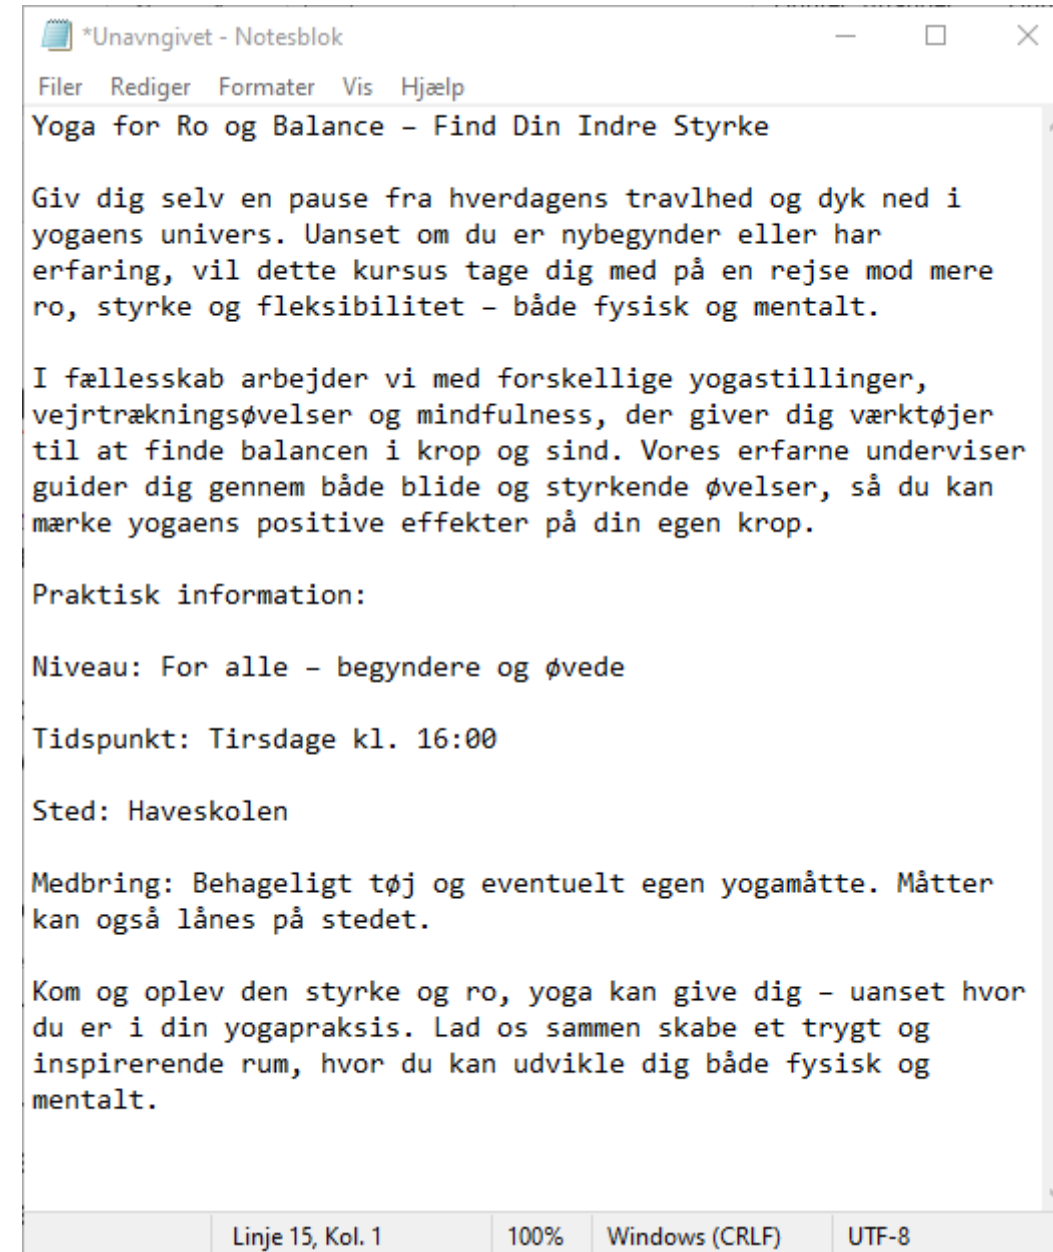 *Unavngivet - Notesblok
Filer Rediger Formater Vis Hjælp
Yoga for Ro og Balance – Find Din Indre Styrke
Giv dig selv en pause fra hverdagens travlhed og dyk ned i
yogaens univers. Uanset om du er nybegynder eller har
erfaring, vil dette kursus tage dig med på en rejse mod mere
ro, styrke og fleksibilitet – både fysisk og mentalt.
I fællesskab arbejder vi med forskellige yogastillinger,
vejrtrækningsøvelser og mindfulness, der giver dig værktøjer
til at finde balancen i krop og sind. Vores erfarne underviser
guider dig gennem både blide og styrkende øvelser, så du kan
mærke yogaens positive effekter på din egen krop.
Praktisk information:
Niveau: For alle – begyndere og øvede
Tidspunkt: Tirsdage kl. 16:00
Sted: Haveskolen
Medbring: Behageligt tøj og eventuelt egen yogamåtte. Måtter
kan også lånes på stedet.
Kom og oplev den styrke og ro, yoga kan give dig – uanset hvor
du er i din yogapraksis. Lad os sammen skabe et trygt og
inspirerende rum, hvor du kan udvikle dig både fysisk og
mentalt.
Linje 15, Kol. 1 100% Windows (CRLF) UTF-8